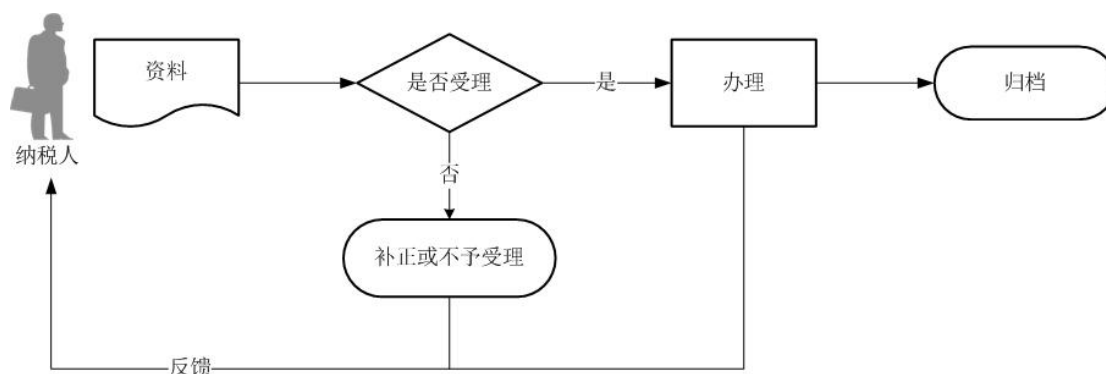 资料
是否受理
是
办理
归档
纳税人
否
补正或不予受理
反馈